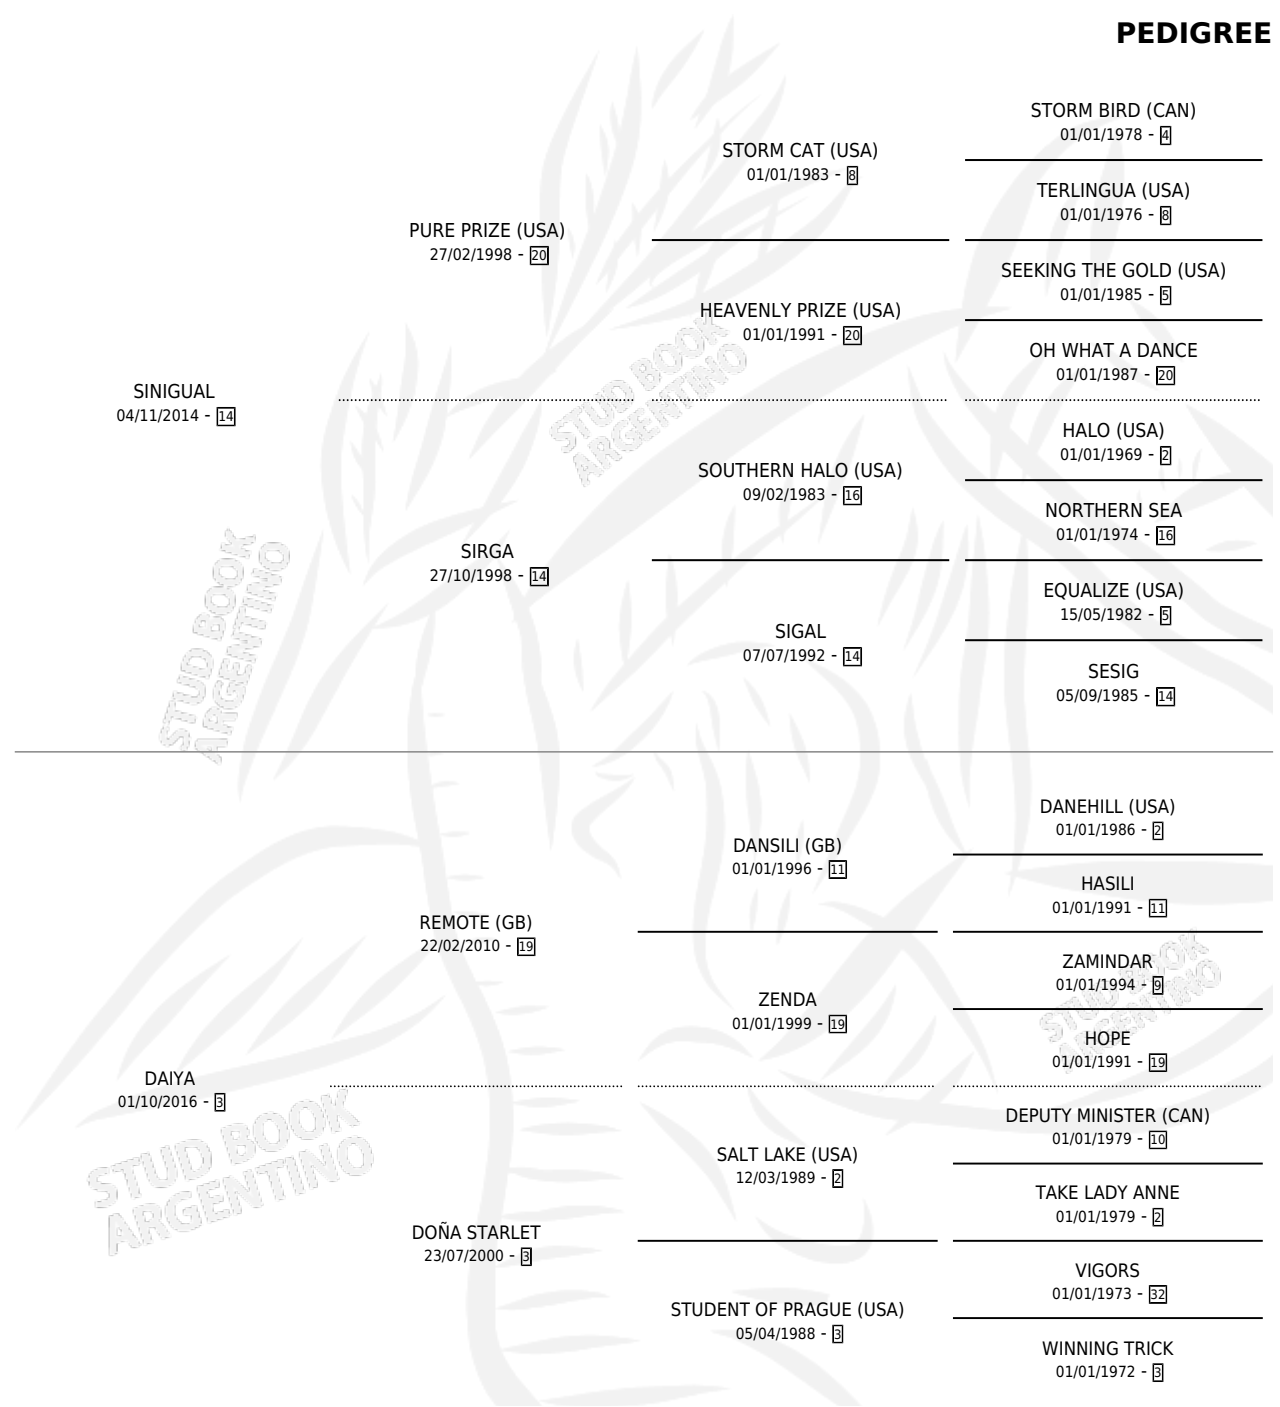 PEDIGREE
STORM BIRD (CAN)
01/01/1978 - 4
STORM CAT (USA)
01/01/1983 - 8
TERLINGUA (USA)
01/01/1976 - 8
PURE PRIZE (USA)
27/02/1998 - 20
SEEKING THE GOLD (USA)
01/01/1985 - 5
HEAVENLY PRIZE (USA)
01/01/1991 - 20
OH WHAT A DANCE
01/01/1987 - 20
SINIGUAL
04/11/2014 - 14
HALO (USA)
01/01/1969 - 2
SOUTHERN HALO (USA)
09/02/1983 - 16
NORTHERN SEA
01/01/1974 - 16
SIRGA
27/10/1998 - 14
EQUALIZE (USA)
15/05/1982 - 5
SIGAL
07/07/1992 - 14
SESIG
05/09/1985 - 14
DANEHILL (USA)
01/01/1986 - 2
DANSILI (GB)
01/01/1996 - 11
HASILI
01/01/1991 - 11
REMOTE (GB)
22/02/2010 - 19
ZAMINDAR
01/01/1994 - 9
ZENDA
01/01/1999 - 19
HOPE
01/01/1991 - 19
DAIYA
01/10/2016 - 3
DEPUTY MINISTER (CAN)
01/01/1979 - 10
SALT LAKE (USA)
12/03/1989 - 2
TAKE LADY ANNE
01/01/1979 - 2
DOÑA STARLET
23/07/2000 - 3
VIGORS
01/01/1973 - 32
STUDENT OF PRAGUE (USA)
05/04/1988 - 3
WINNING TRICK
01/01/1972 - 3
STUD BOOK
ARGENTINO
STUD BOOK
ARGENTINO
STUD BOOK
ARGENTINO
STUD BOOK
ARGENTINO